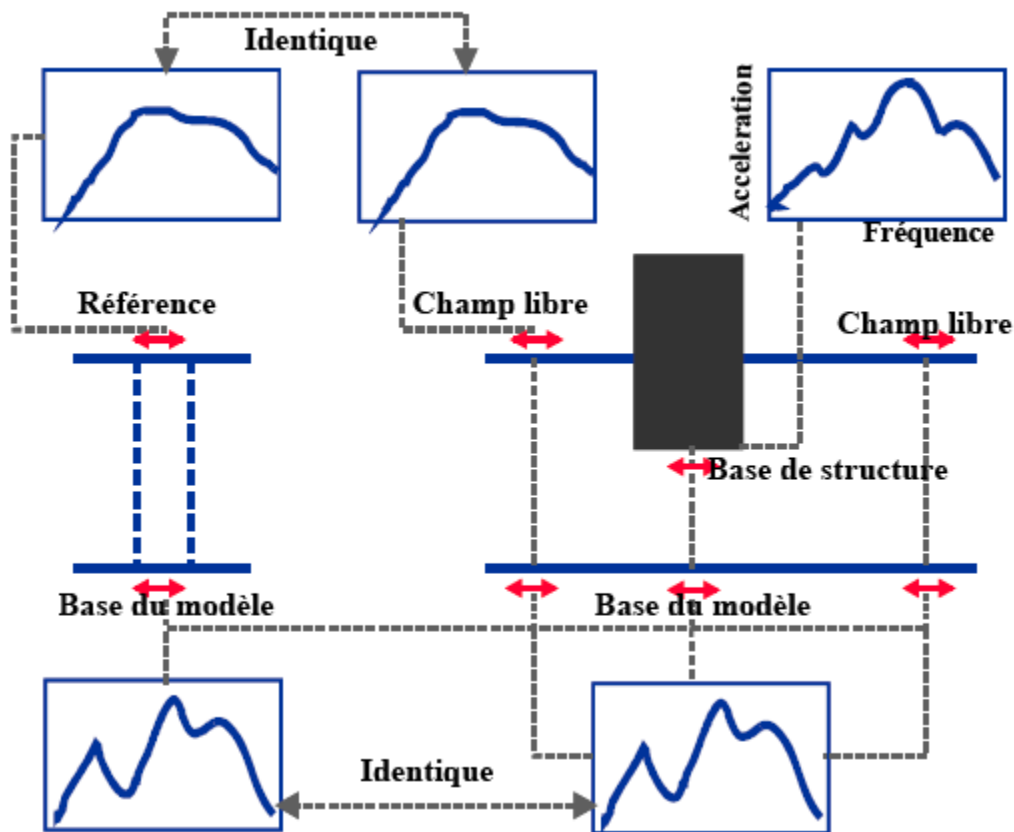 Identique
Acceleration
Fréquence
Référence
Champ libre
Champ libre
Base de structure
Base du modèle
Base du modèle
Identique